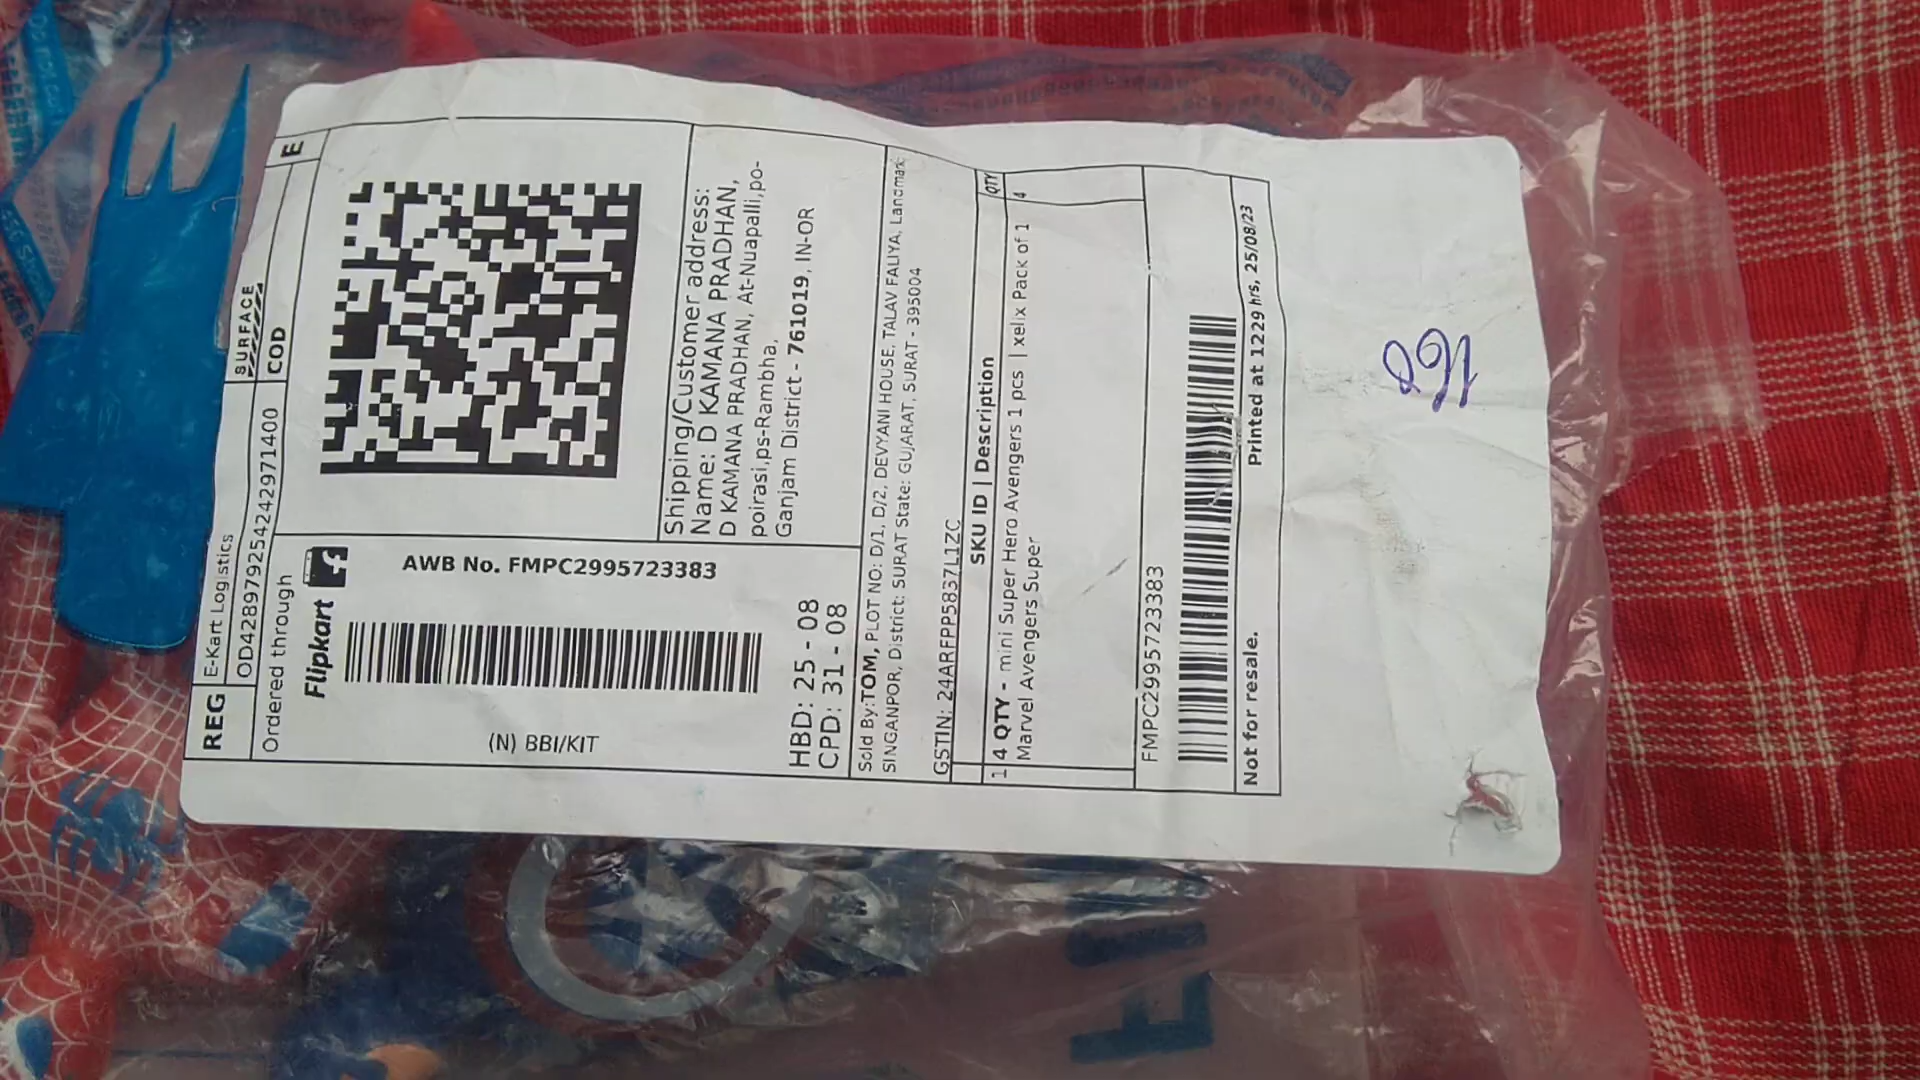 REG E-Kart Logistics SURFACE E
OD428979254242971400 COD
Ordered through
Flipkart
AWB No. FMPC2995723383
(N) BBI/KIT
HBD: 25 - 08
CPD: 31 - 08
Shipping/Customer address:
Name: D KAMANA PRADHAN
D KAMANA PRADHAN, At-Nuapalli,po-
poirasi,ps-Rambha,
Ganjam District - 761019, IN-OR
Sold By:TOM, PLOT NO: D/1, D/2, DEVYANI HOUSE, TALAV FALIYA, Landmark
SINGANPOR, District: SURAT State: GUJARAT, SURAT - 395004
GSTIN: 24ARFPP5837L1ZC
SKU ID | Description QTY
1 4 QTY - mini Super Hero Avengers 1 pcs | xelix Pack of 1 4
Marvel Avengers Super
FMPC2995723383
Not for resale. Printed at 1229 hrs, 25/08/23